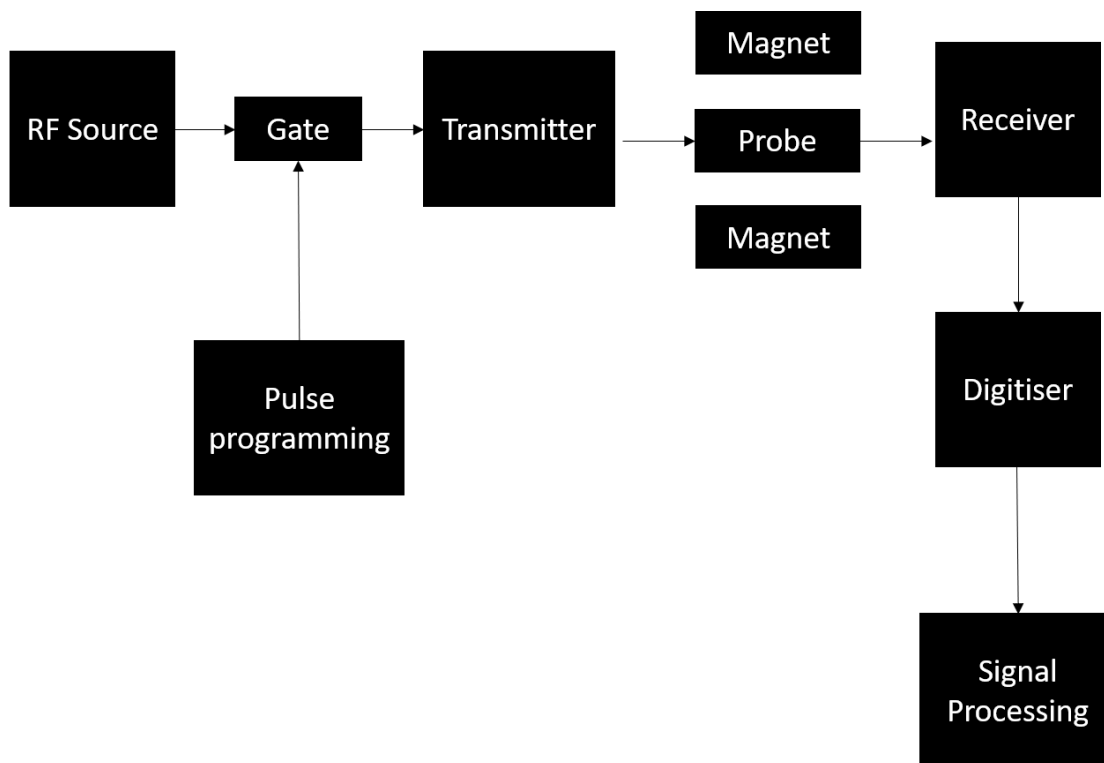 Magnet
RF Source
Gate
Transmitter
Probe
Receiver
Magnet
Pulse
programming
Digitiser
Signal
Processing